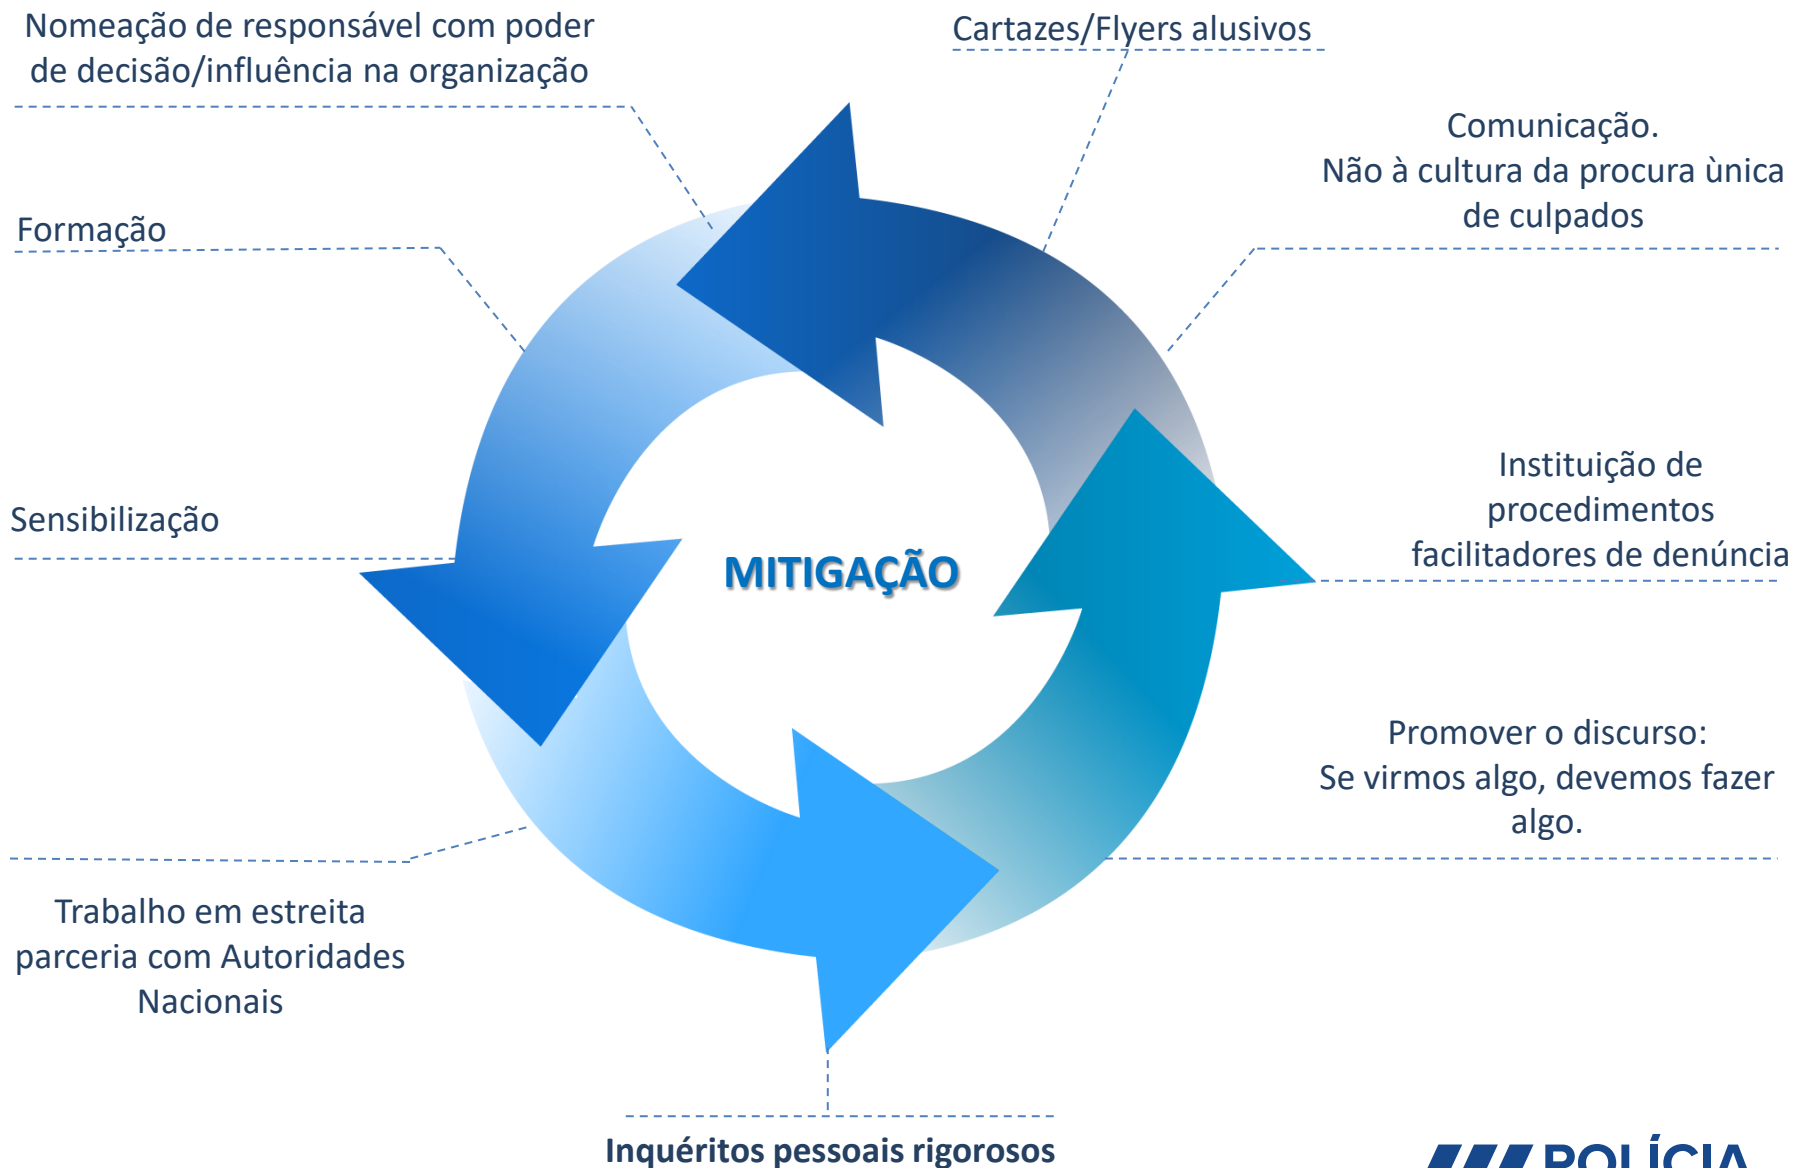 Nomeação de responsável com poder
de decisão/influência na organização
Cartazes/Flyers alusivos
Comunicação.
Não à cultura da procura ùnica
de culpados
Formação
Instituição de
procedimentos
facilitadores de denúncia
Sensibilização
MITIGAÇÃO
Promover o discurso:
Se virmos algo, devemos fazer
algo.
Trabalho em estreita
parceria com Autoridades
Nacionais
Inquéritos pessoais rigorosos
POLÍCIA